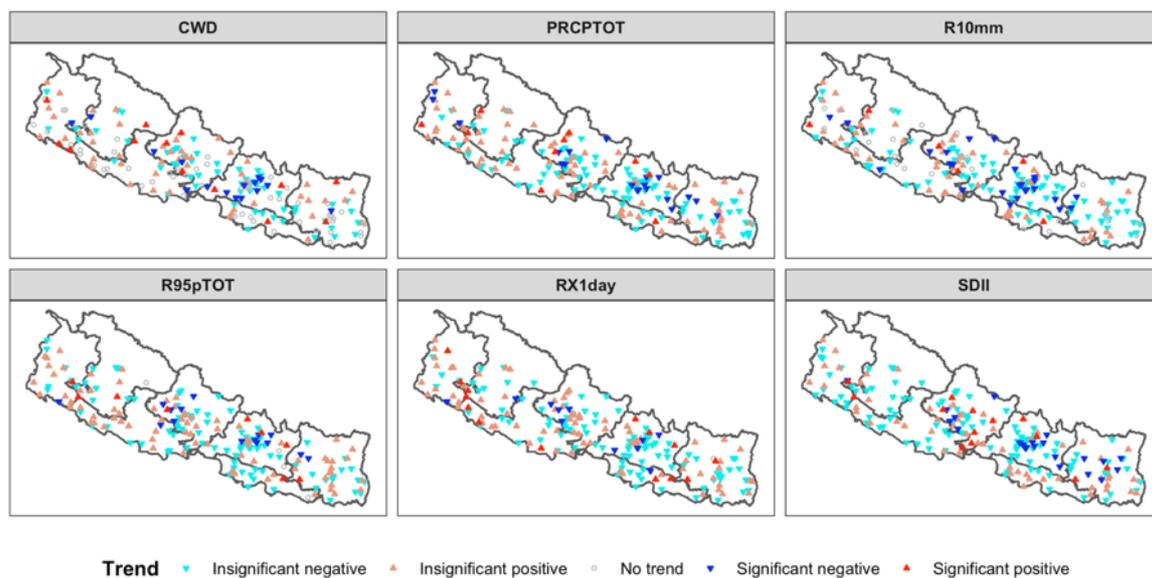 CWD
PRCPTOT
R10mm
R95pTOT
RX1day
SDII
Trend Insignificant negative Insignificant positive No trend Significant negative Significant positive